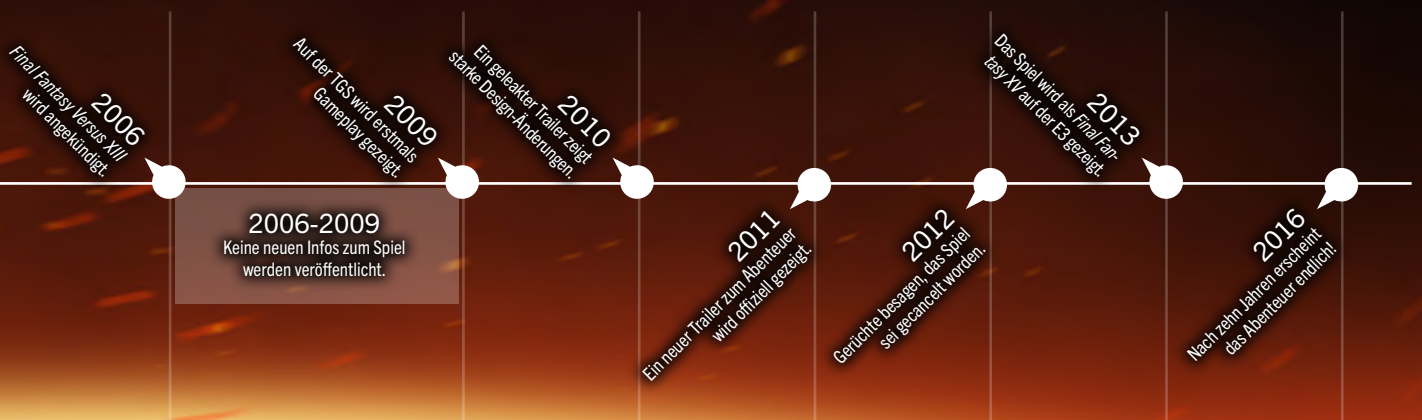 2006
Final Fantasy Versus XIII
wird angekündigt.
2006-2009
Keine neuen Infos zum Spiel
werden veröffentlicht.
2009
Auf der TGS wird erstmals
Gameplay gezeigt.
2010
Ein geleakter Trailer zeigt
starke Design-Änderungen.
2011
Ein neuer Trailer zum Abenteuer
wird offiziell gezeigt.
2012
Gerüchte besagen, das Spiel
sei gecancelt worden.
2013
Das Spiel wird als Final Fan-
tasy XV auf der E3 gezeigt.
2016
Nach zehn Jahren erscheint
das Abenteuer endlich!